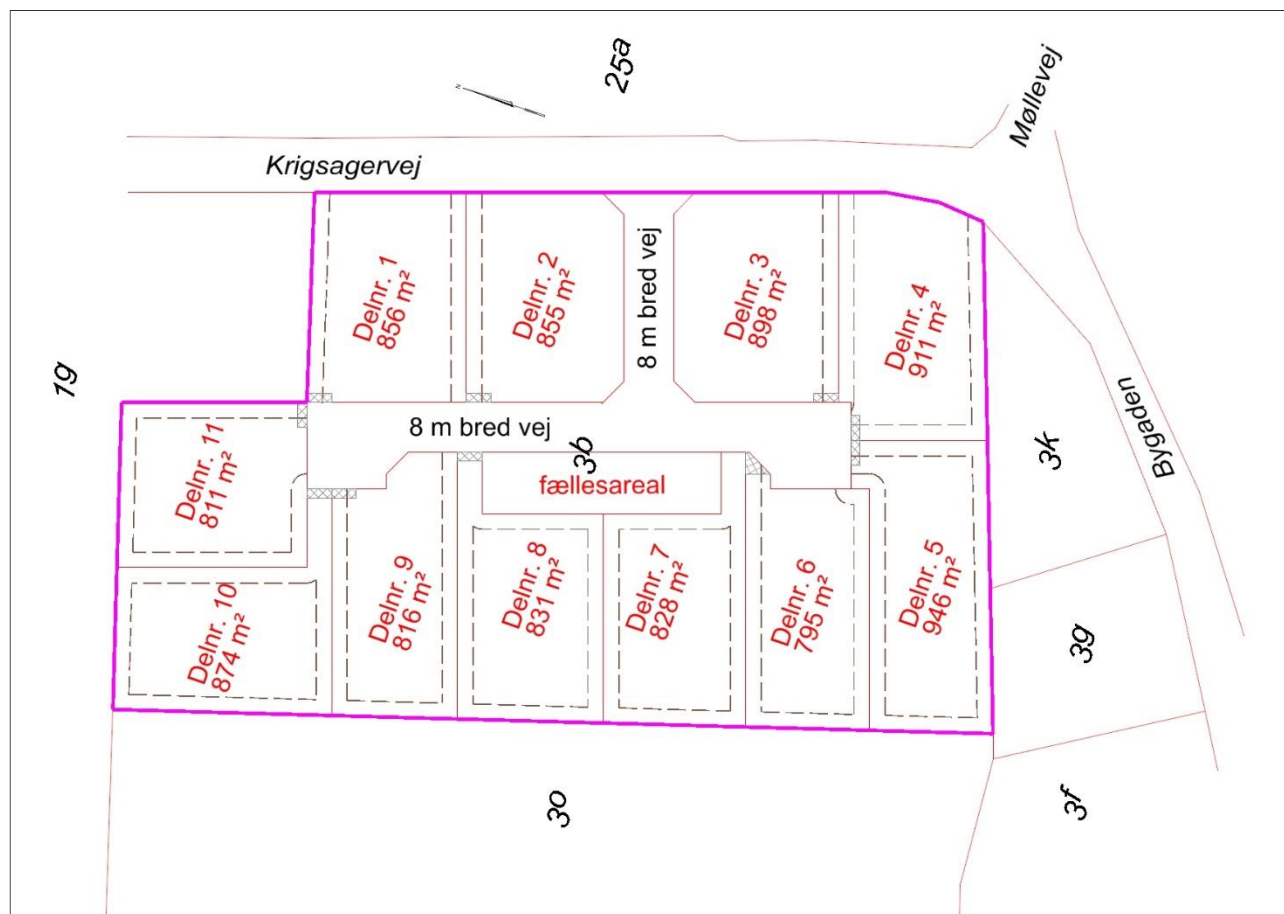 25a
Møllevej
Krigsagervej
N
Delnr. 1
856 m²
Delnr. 2
855 m²
8 m bred vej
Delnr. 3
898 m²
Delnr. 4
911 m²
19
8 m bred vej
3b
fællesareal
3k
Bygaden
Delnr. 11
811 m²
Delnr. 10
874 m²
Delnr. 9
816 m²
Delnr. 8
831 m²
Delnr. 7
828 m²
Delnr. 6
795 m²
Delnr. 5
946 m²
3g
3o
3f